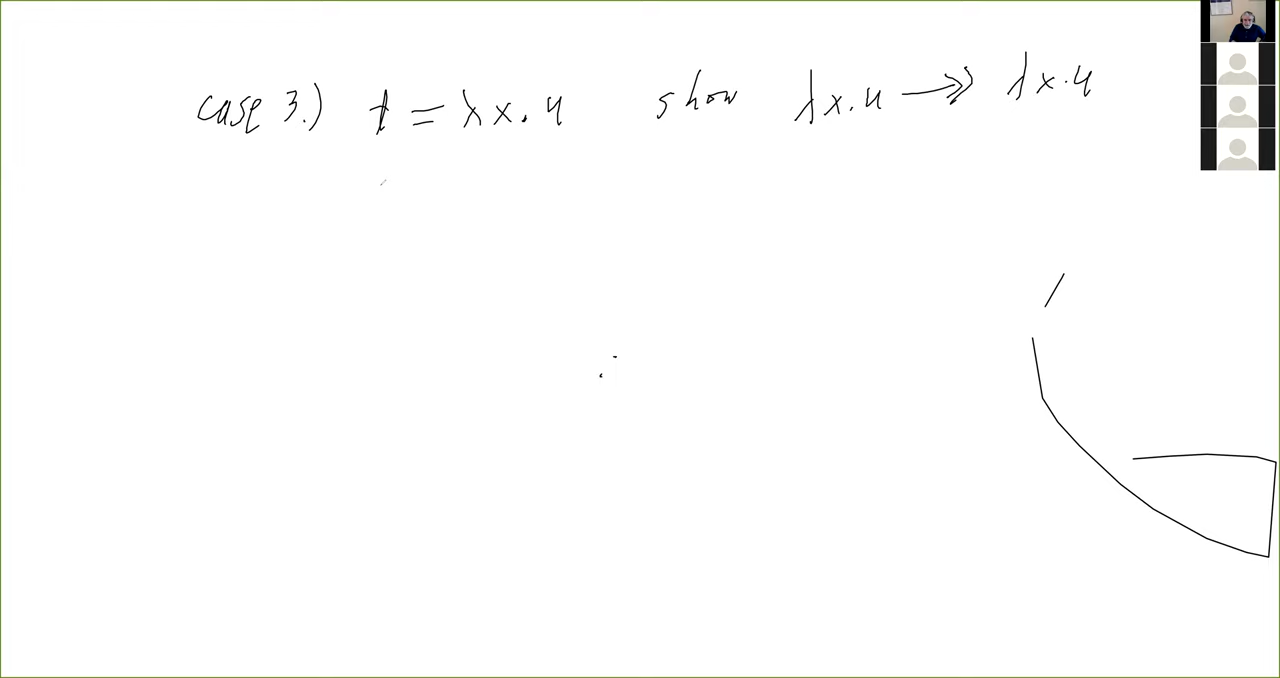 case 3.) t = λx.u show λx.u ↠ λx.u